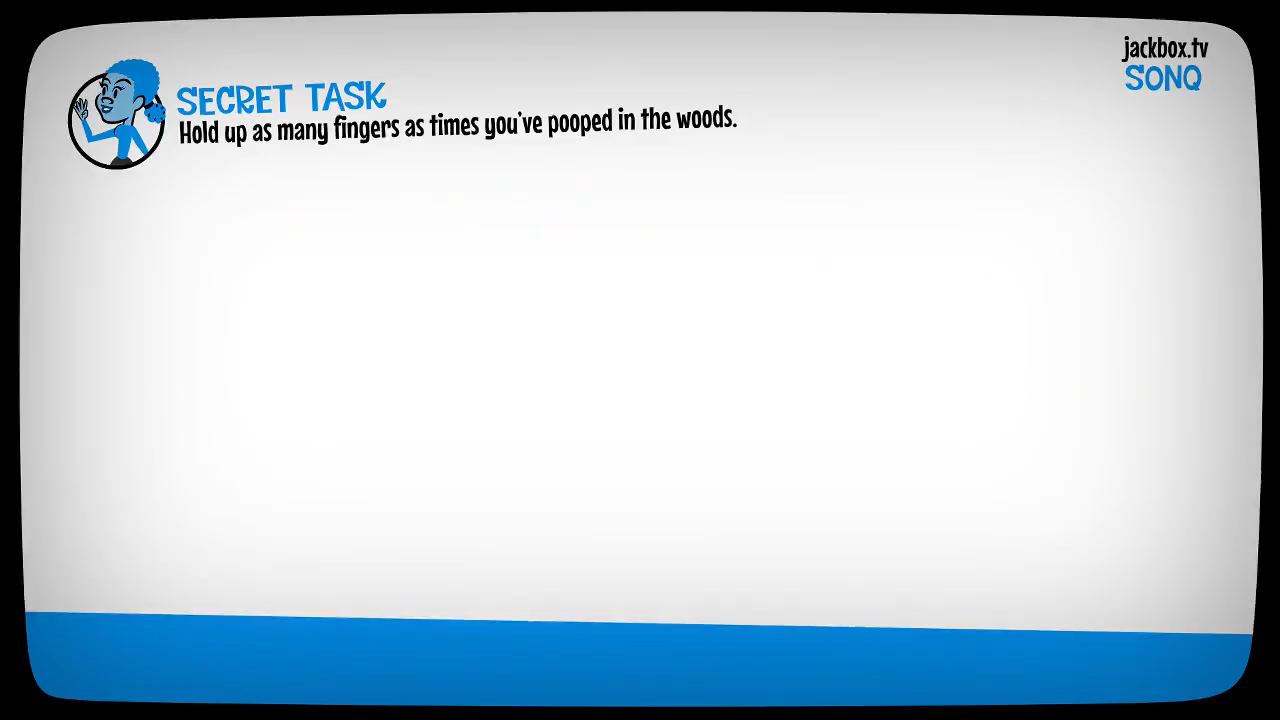 jackbox.tv
SONQ
SECRET TASK
Hold up as many fingers as times you've pooped in the woods.